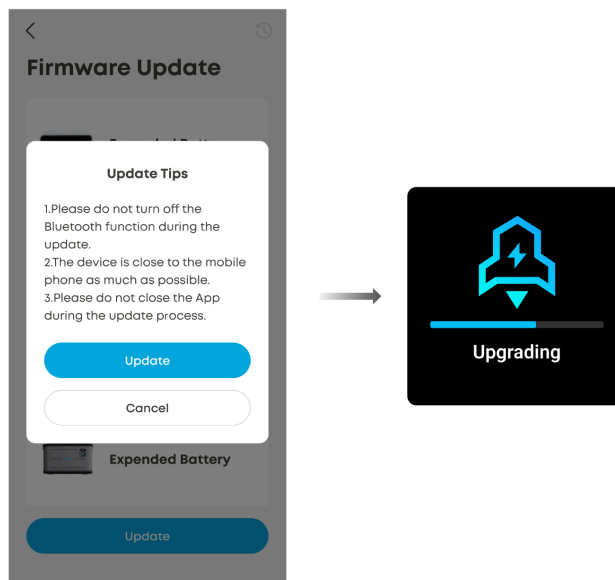 Firmware Update
Update Tips
1.Please do not turn off the
Bluetooth function during the
update.
2.The device is close to the mobile
phone as much as possible.
3.Please do not close the App
during the update process.
Update
Cancel
Expended Battery
Update
Upgrading